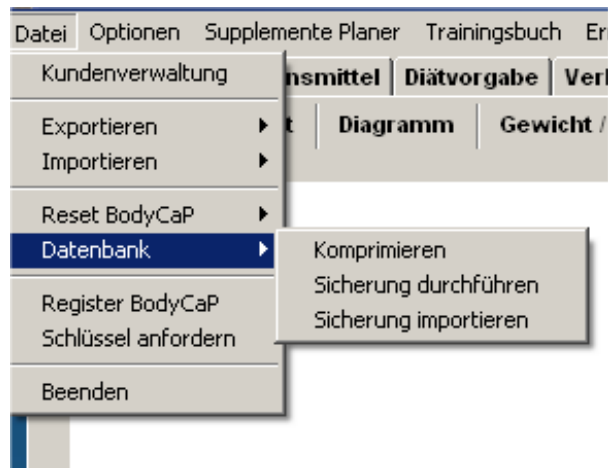 Datei Optionen Supplemente Planer Trainingsbuch
Kundenverwaltung
Diätvorgabe
Exportieren
Diagramm Gewicht /
Importieren
Reset BodyCaP
Datenbank
Komprimieren
Sicherung durchführen
Sicherung importieren
Register BodyCaP
Schlüssel anfordern
Beenden